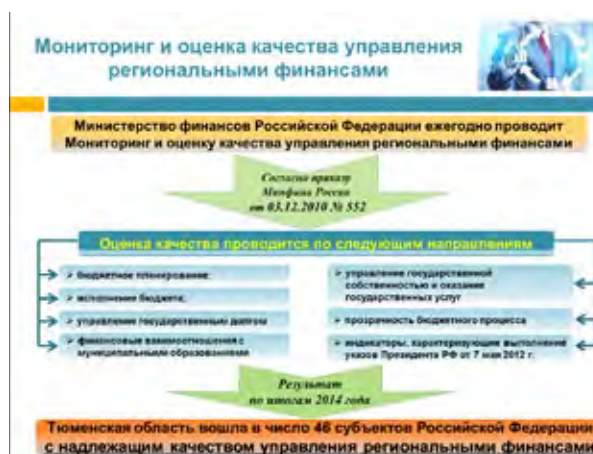 Мониторинг и оценка качества управления
региональными финансами
Министерство финансов Российской Федерации ежегодно проводит
Мониторинг и оценку качества управления региональными финансами
Согласно приказу
Минфина России
от 03.12.2010 № 552
Оценка качества проводится по следующим направлениям
➢ бюджетное планирование;
➢ исполнение бюджета;
➢ управление государственным долгом
➢ финансовые взаимоотношения с
муниципальными образованиями
➢ управление государственной
собственностью и оказание
государственных услуг
➢ прозрачность бюджетного процесса
➢ индикаторы, характеризующие выполнение
указов Президента РФ от 7 мая 2012 г.
Результат
по итогам 2014 года
Тюменская область вошла в число 46 субъектов Российской Федерации
с надлежащим качеством управления региональными финансами